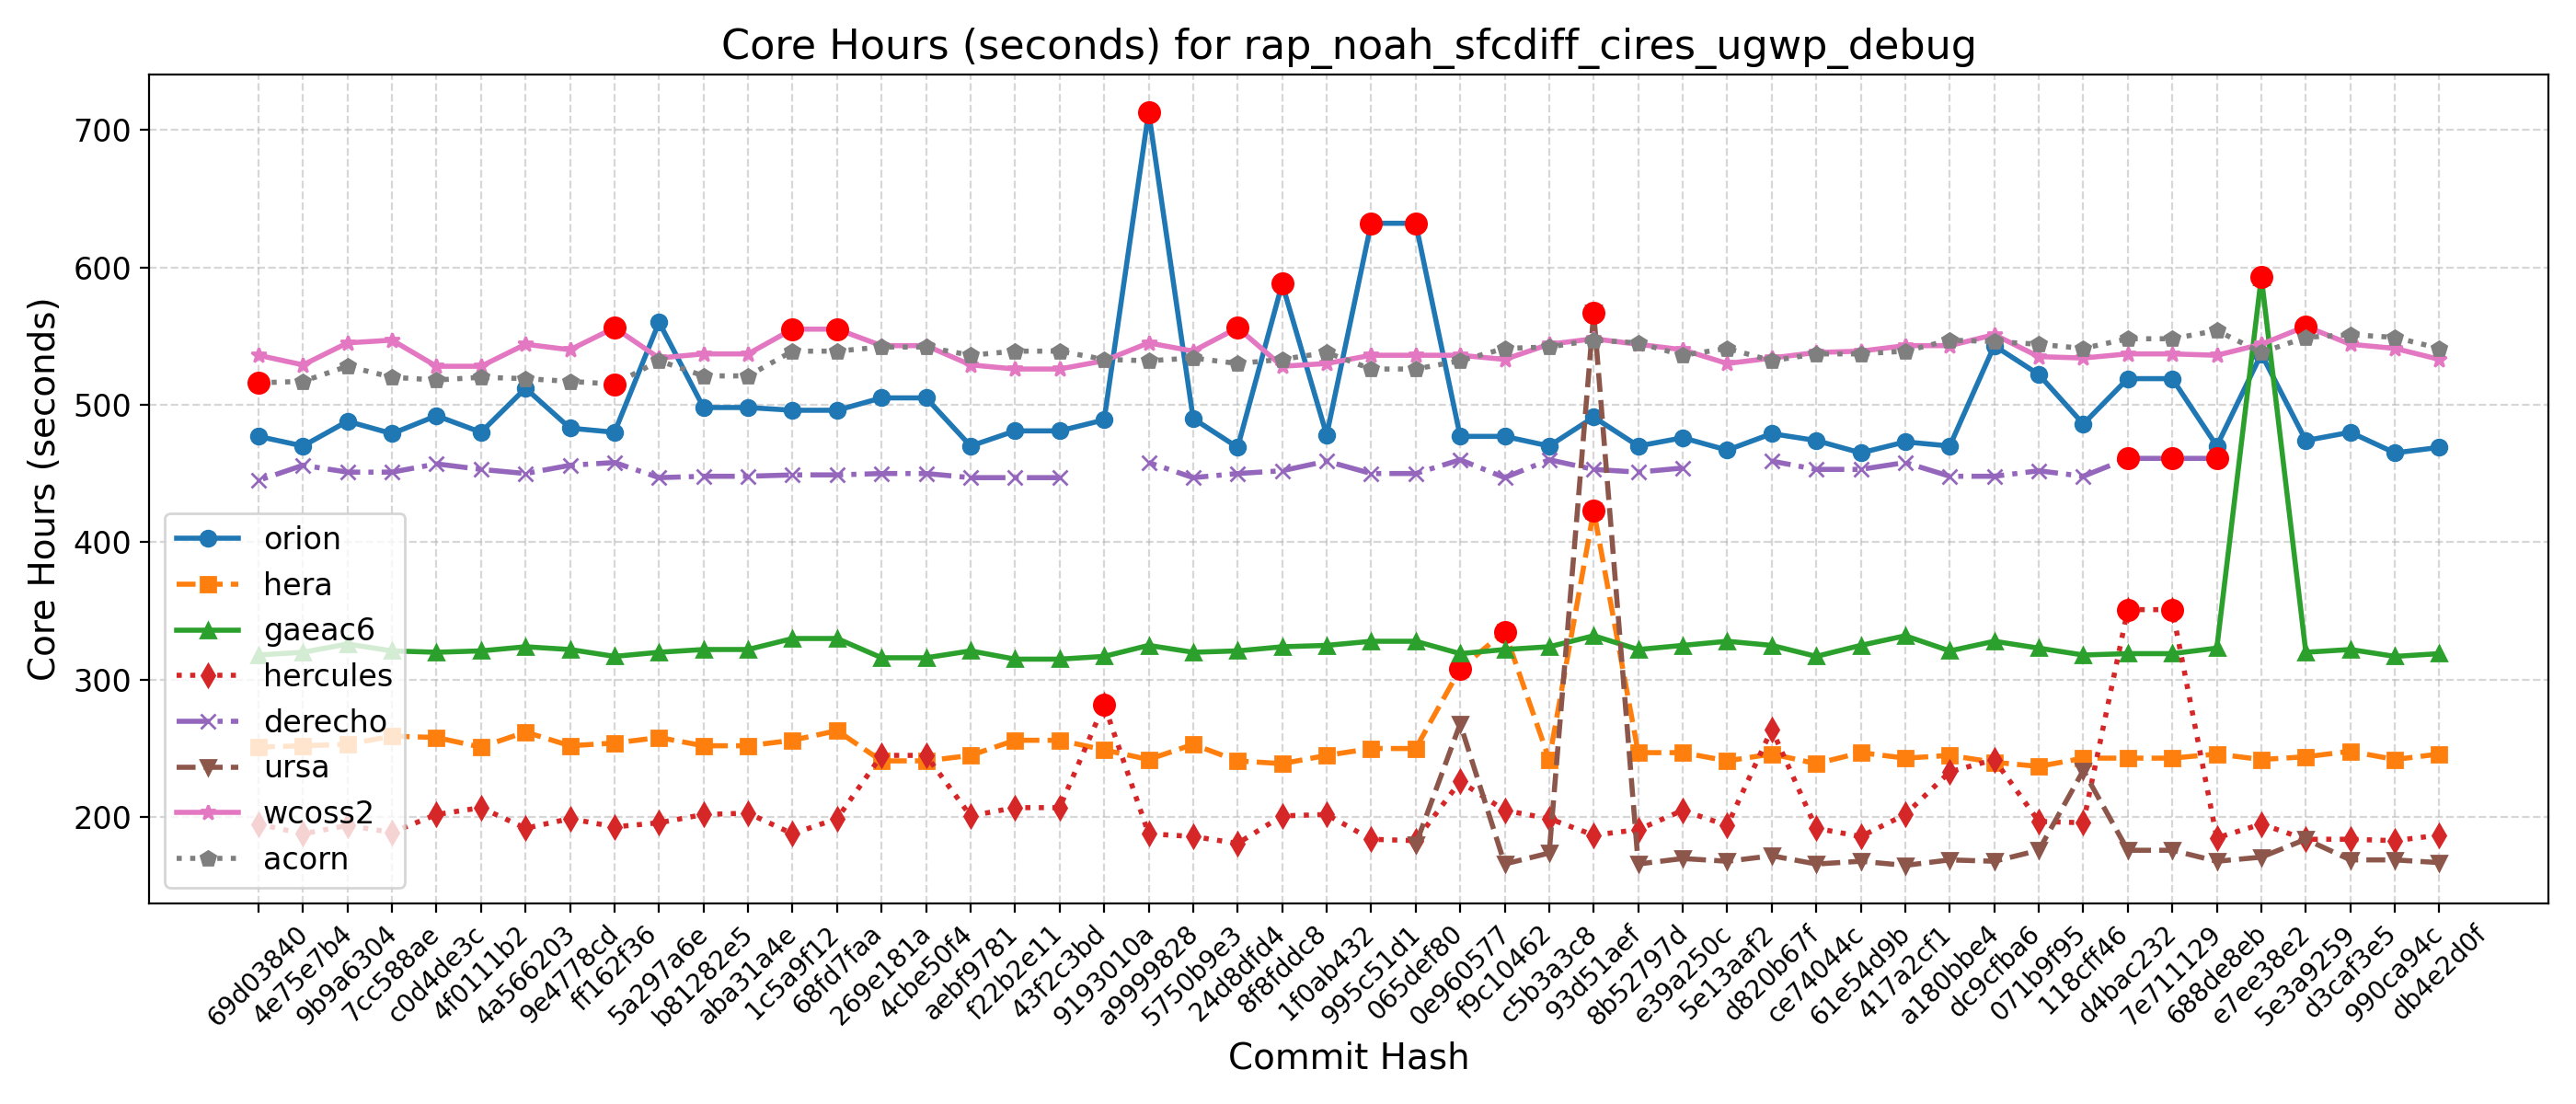 Core Hours (seconds) for rap_noah_sfcdiff_cires_ugwp_debug
Core Hours (seconds)
700
600
500
400
300
200
orion
hera
gaeac6
hercules
derecho
ursa
wcoss2
acorn
69d03840
4e75e7b4
9b9a6304
7cc588ae
c0d4de3c
4f0111b2
4a566203
9e4778cd
ff162f36
5a297a6e
b81282e5
aba31a4e
1c5a9f12
68fd7faa
269e181a
4cbe50f4
aebf9781
f22b2e11
43f2c3bd
9193010a
a9999828
5750b9e3
24d8dfd4
8f8fddc8
1f0ab432
995c51d1
065def80
0e960577
f9c10462
c5b3a3c8
93d51aef
8b52797d
e39a250c
5e13aaf2
d820b67f
ce74044c
61e54d9b
417a2cf1
a180bbe4
dc9cfba6
071b9f95
118cff46
d4bac232
7e711129
688de8eb
e7ee38e2
5e3a9259
d3caf3e5
990ca94c
db4e2d0f
Commit Hash